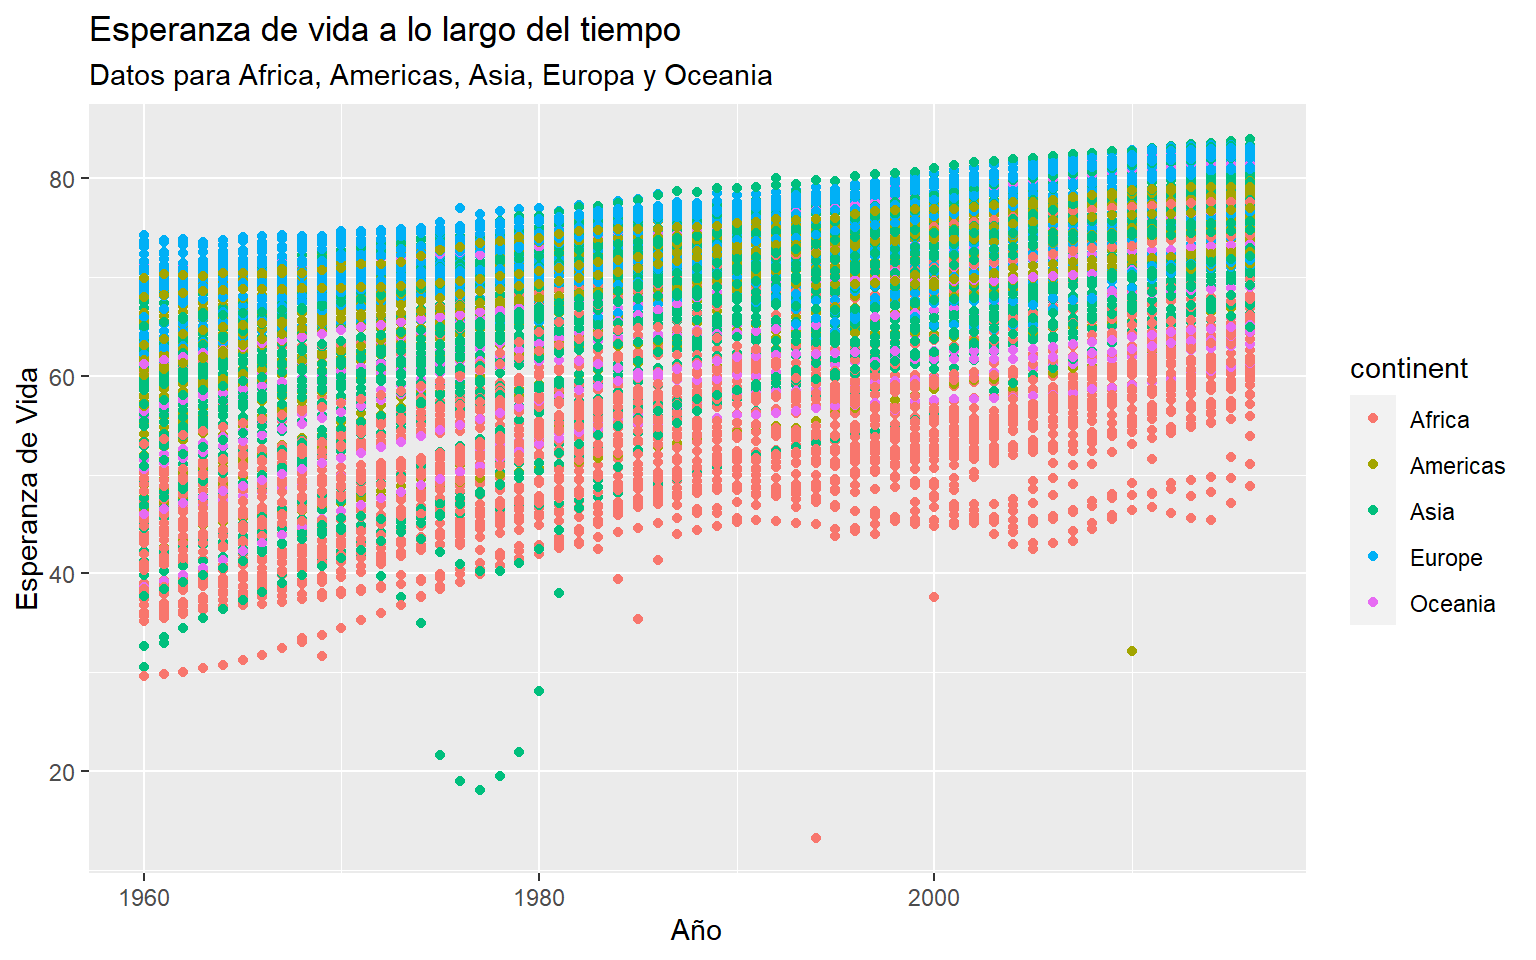 Esperanza de vida a lo largo del tiempo
Datos para Africa, Americas, Asia, Europa y Oceania
80
60
40
20
Esperanza de Vida
1960
1980
2000
Año
continent
Africa
Americas
Asia
Europe
Oceania